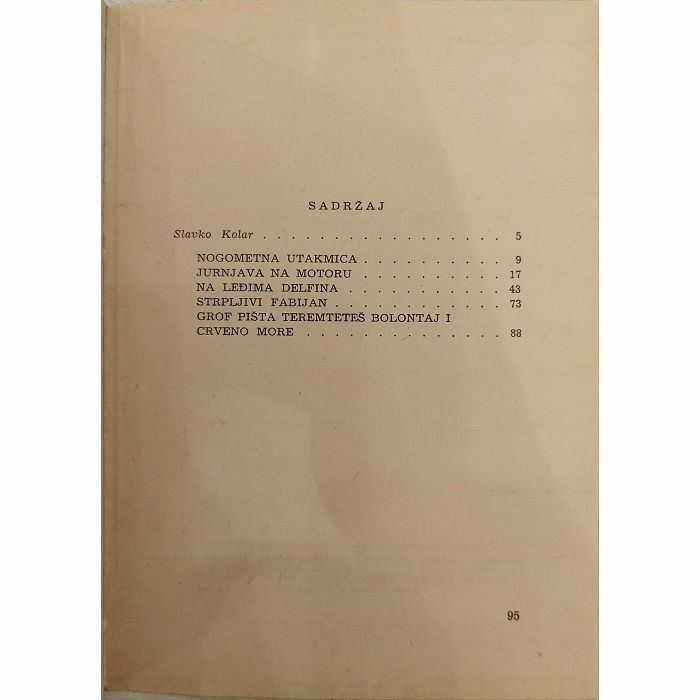 SADRŽAJ
Slavko Kolar . . . . . . . . . . . . . . . . . . 5
NOGOMETNA UTAKMICA . . . . . . . . . . . 9
JURNJAVA NA MOTORU . . . . . . . . . . . 17
NA LEĐIMA DELFINA . . . . . . . . . . . . 43
STRPLJIVI FABIJAN . . . . . . . . . . . . . 73
GROF PIŠTA TEREMTETEŠ BOLONTAJ I
CRVENO MORE . . . . . . . . . . . . . . . 88
95